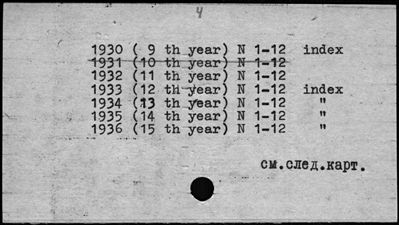 4
1930 ( 9 th year) N 1-12 index
1931 (10 th year) N 1-12
1932 (11 th year) N 1-12
1933 (12 th year) N 1-12 index
1934 (13 th year) N 1-12 "
1935 (14 th year) N 1-12 "
1936 (15 th year) N 1-12 "
см.след.карт.